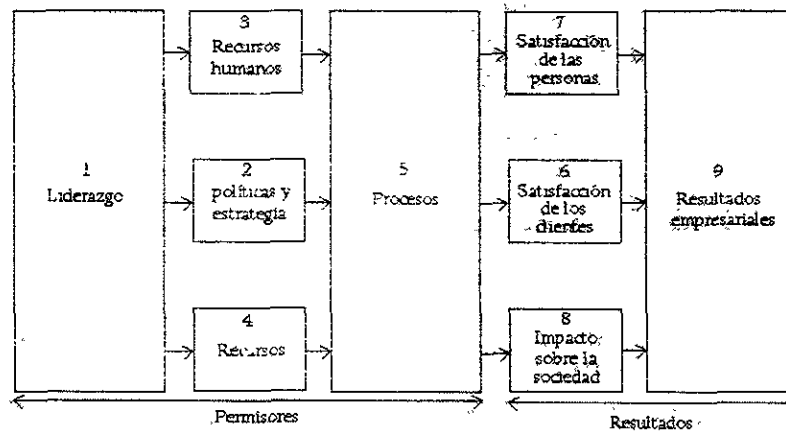 1
Liderazgo
3
Recursos
humanos
2
políticas y
estrategia
4
Recursos
5
Procesos
7
Satisfacción
de las
personas
6
Satisfacción
de los
clientes
8
Impacto
sobre la
sociedad
9
Resultados
empresariales
Permisores
Resultados